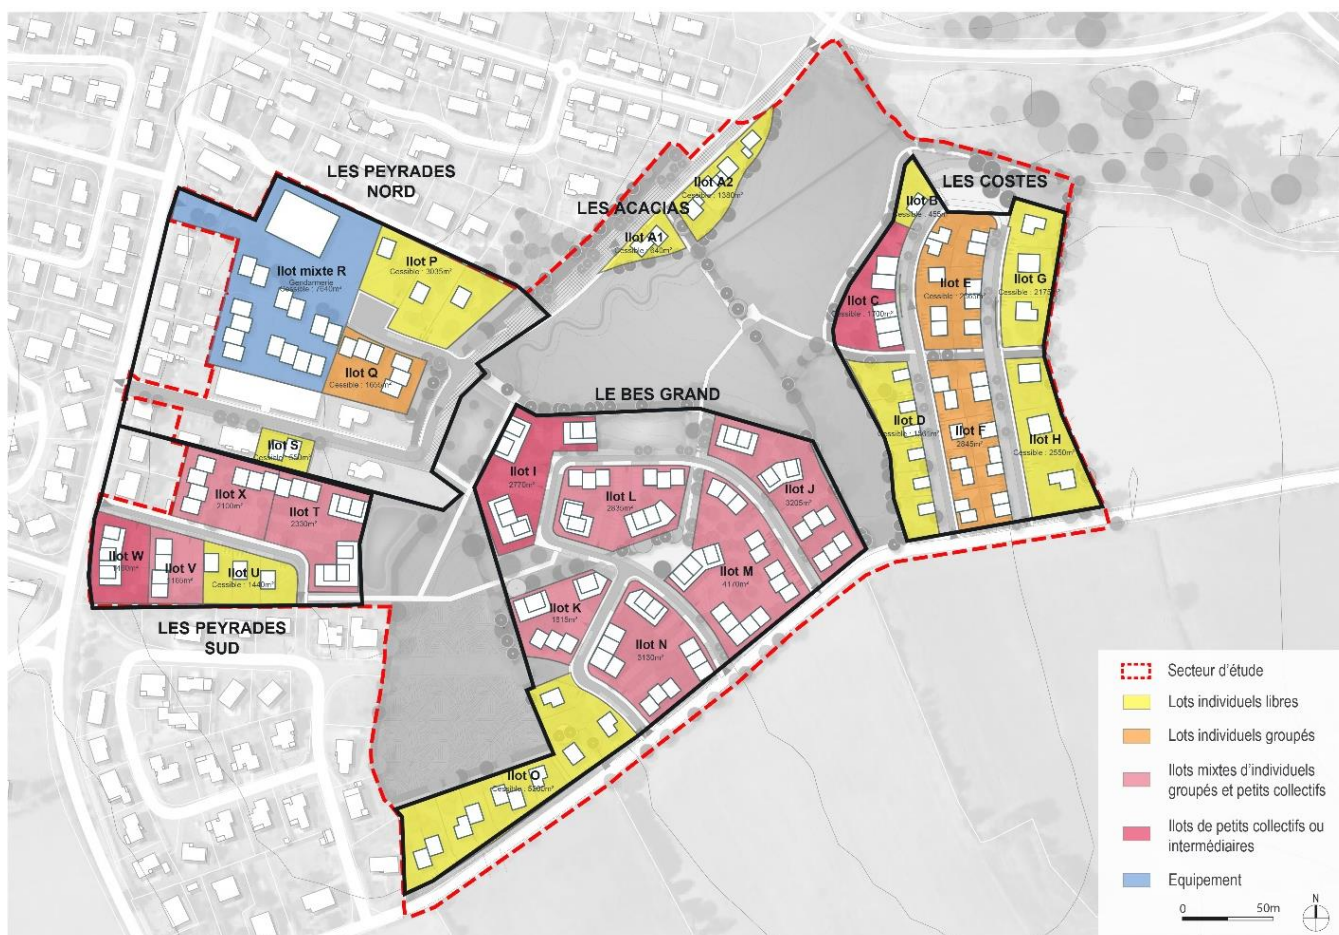 LES PEYRADES
NORD
LES ACACIAS
LES COSTES
LE BES GRAND
LES PEYRADES
SUD
Ilot A2
Cessible : 1380m²
Ilot A1
Ilot B
Ilot mixte R
Gendarmerie
Ilot P
Cessible : 3035m²
Ilot G
Cessible : 2175m²
Ilot E
Ilot C
Cessible : 1700m²
Ilot Q
Ilot D
Ilot F
2845m²
Ilot H
Cessible : 2550m²
Ilot S
Ilot I
2770m²
Ilot L
Ilot J
3205m²
Ilot X
2100m²
Ilot T
Ilot W
Ilot V
Ilot U
Cessible : 1440m²
Ilot M
4170m²
Ilot K
Ilot N
Ilot O
Secteur d'étude
Lots individuels libres
Lots individuels groupés
Ilots mixtes d'individuels
groupés et petits collectifs
Ilots de petits collectifs ou
intermédiaires
Equipement
0 50m
N